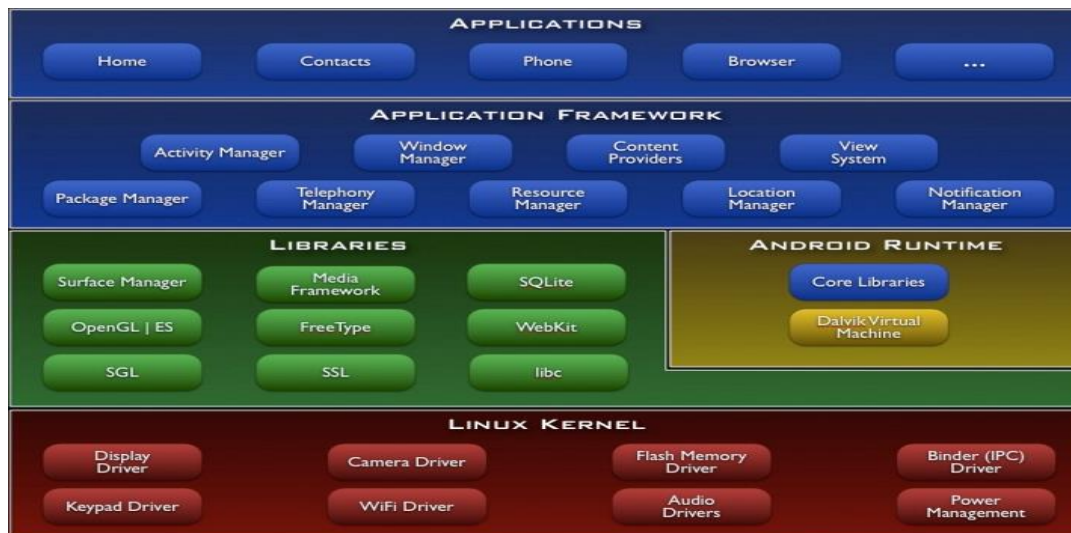 APPLICATIONS
Home Contacts Phone Browser ...
APPLICATION FRAMEWORK
Activity Manager Window Manager Content Providers View System
Package Manager Telephony Manager Resource Manager Location Manager Notification Manager
LIBRARIES
Surface Manager Media Framework SQLite
OpenGL | ES FreeType WebKit
SGL SSL libc
ANDROID RUNTIME
Core Libraries
Dalvik Virtual Machine
LINUX KERNEL
Display Driver Camera Driver Flash Memory Driver Binder (IPC) Driver
Keypad Driver WiFi Driver Audio Drivers Power Management